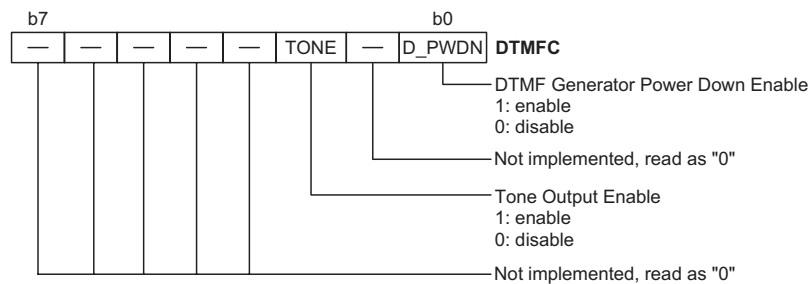 b7 b0
— — — — — TONE — D_PWDN DTMFC
DTMF Generator Power Down Enable
1: enable
0: disable
Not implemented, read as "0"
Tone Output Enable
1: enable
0: disable
Not implemented, read as "0"